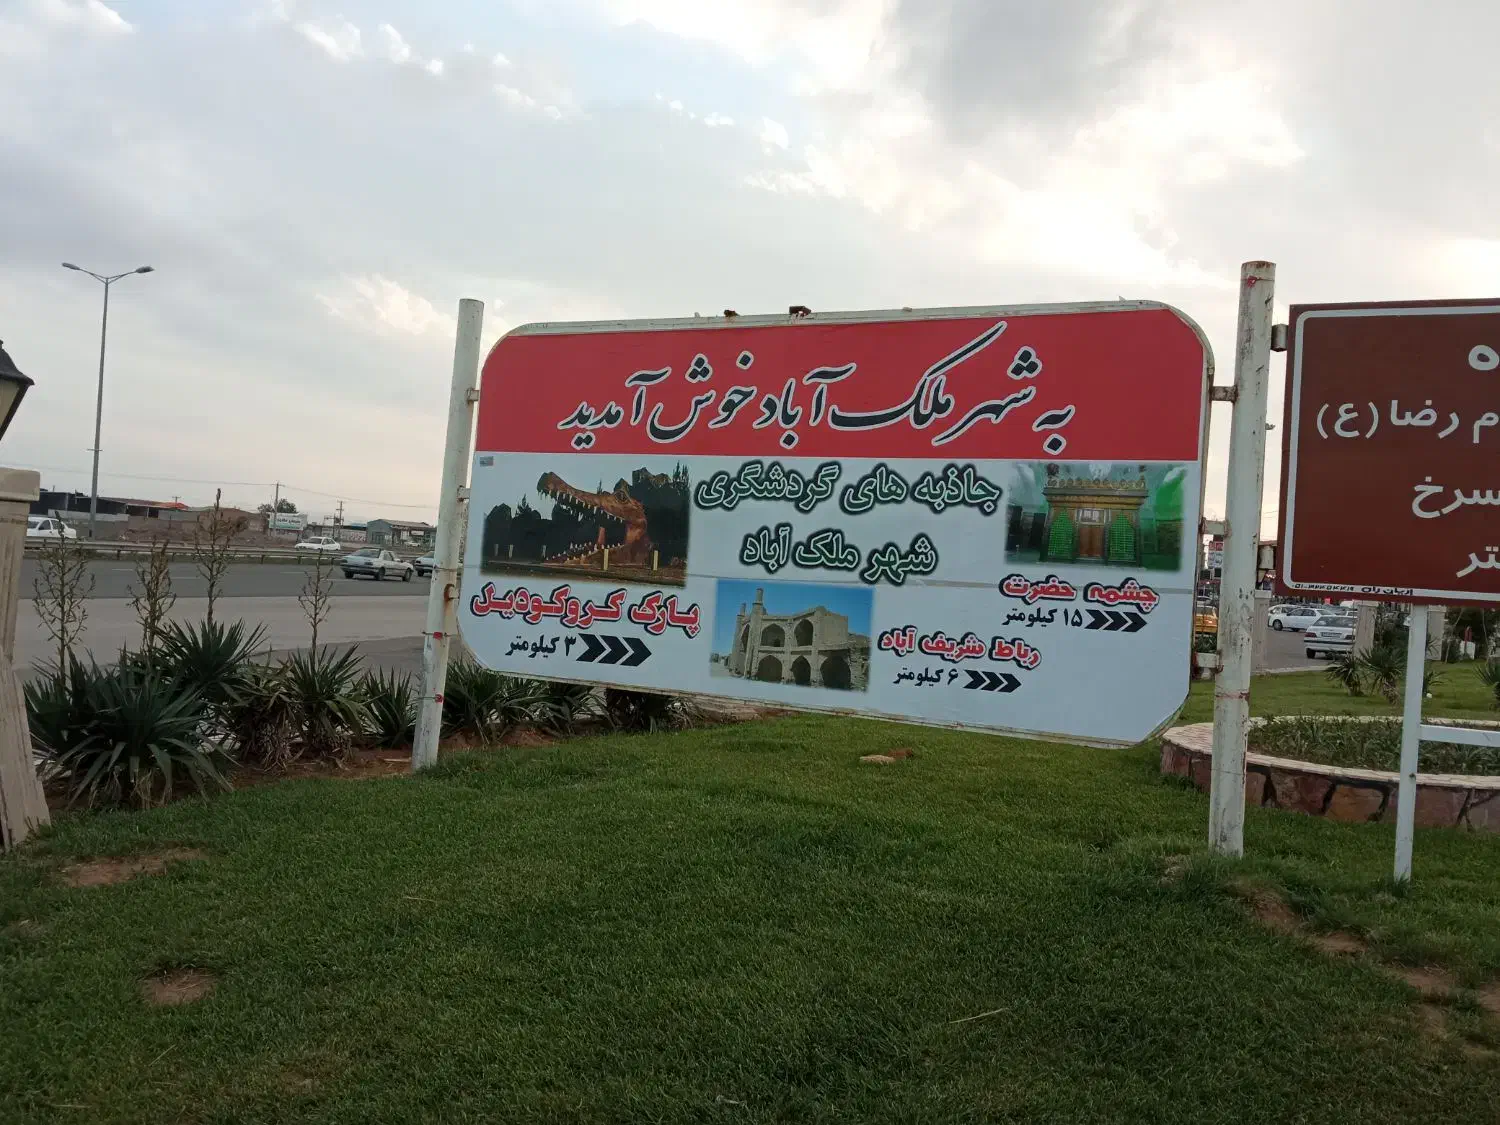 به شهر ملک آباد خوش آمدید
جاذبه های گردشگری
شهر ملک آباد
چشمه حضرت
۱۵ کیلومتر
رباط شریف آباد
۶ کیلومتر
پارک کروکودیل
۳ کیلومتر
ه
م رضا (ع)
سرخ
تر